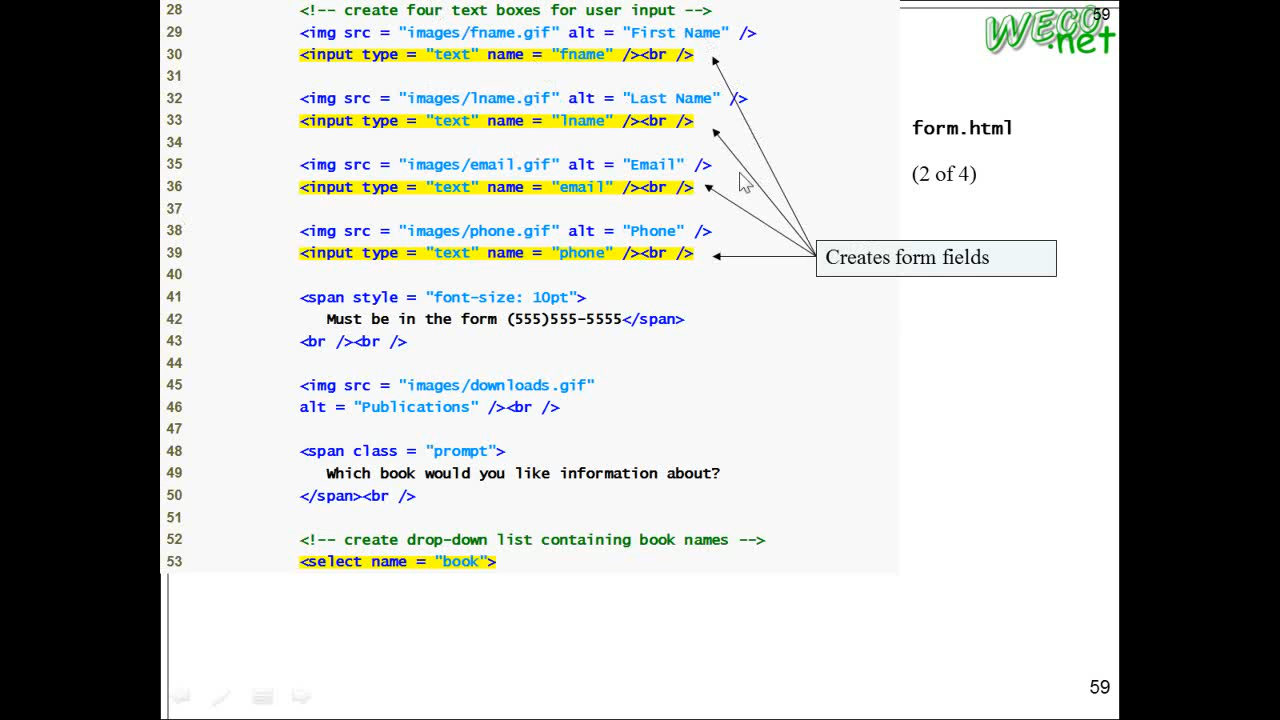 59
WECO
.net
28 <!-- create four text boxes for user input -->
29 <img src = "images/fname.gif" alt = "First Name" />
30 <input type = "text" name = "fname" /><br />
31
32 <img src = "images/lname.gif" alt = "Last Name" />
33 <input type = "text" name = "lname" /><br />
34
35 <img src = "images/email.gif" alt = "Email" />
36 <input type = "text" name = "email" /><br />
37
38 <img src = "images/phone.gif" alt = "Phone" />
39 <input type = "text" name = "phone" /><br />
40
41 <span style = "font-size: 10pt">
42 Must be in the form (555)555-5555</span>
43 <br /><br />
44
45 <img src = "images/downloads.gif"
46 alt = "Publications" /><br />
47
48 <span class = "prompt">
49 Which book would you like information about?
50 </span><br />
51
52 <!-- create drop-down list containing book names -->
53 <select name = "book">
form.html
(2 of 4)
Creates form fields
59